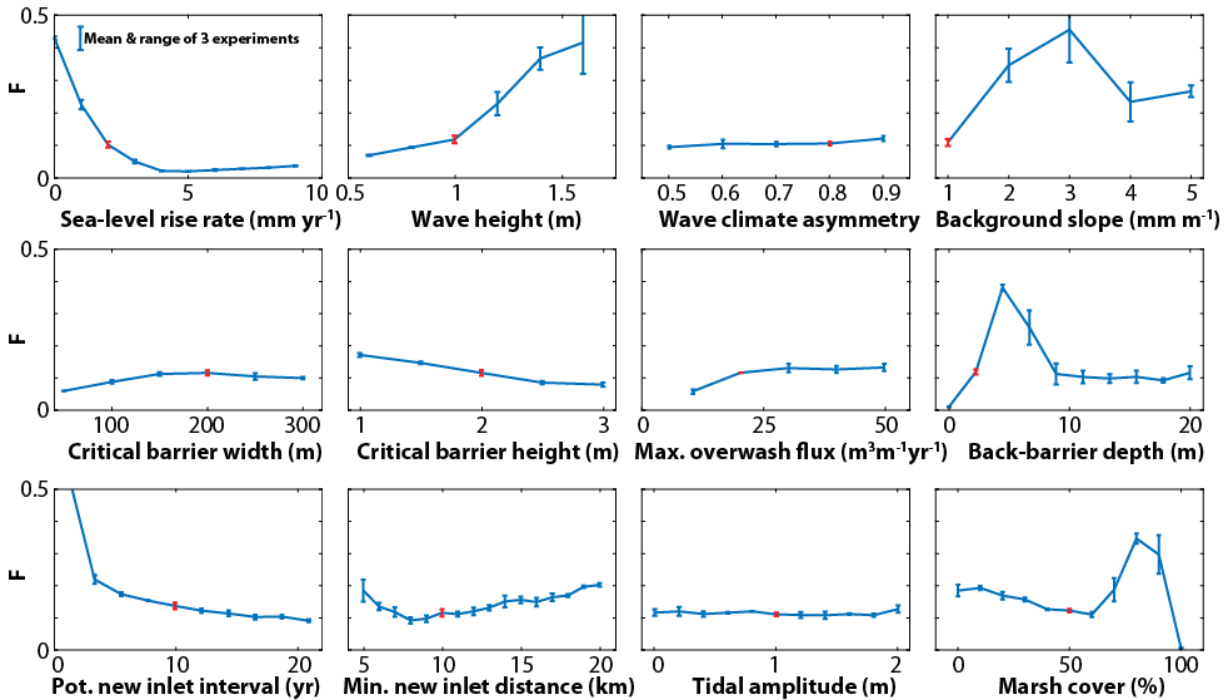 0.5
F
0
Mean & range of 3 experiments
0 5 10
Sea-level rise rate (mm yr⁻¹)
0.5 1 1.5
Wave height (m)
0.5 0.6 0.7 0.8 0.9
Wave climate asymmetry
1 2 3 4 5
Background slope (mm m⁻¹)
0.5
F
0
100 200 300
Critical barrier width (m)
1 2 3
Critical barrier height (m)
0 25 50
Max. overwash flux (m³m⁻¹yr⁻¹)
0 10 20
Back-barrier depth (m)
0.5
F
0
0 10 20
Pot. new inlet interval (yr)
5 10 15 20
Min. new inlet distance (km)
0 1 2
Tidal amplitude (m)
0 50 100
Marsh cover (%)